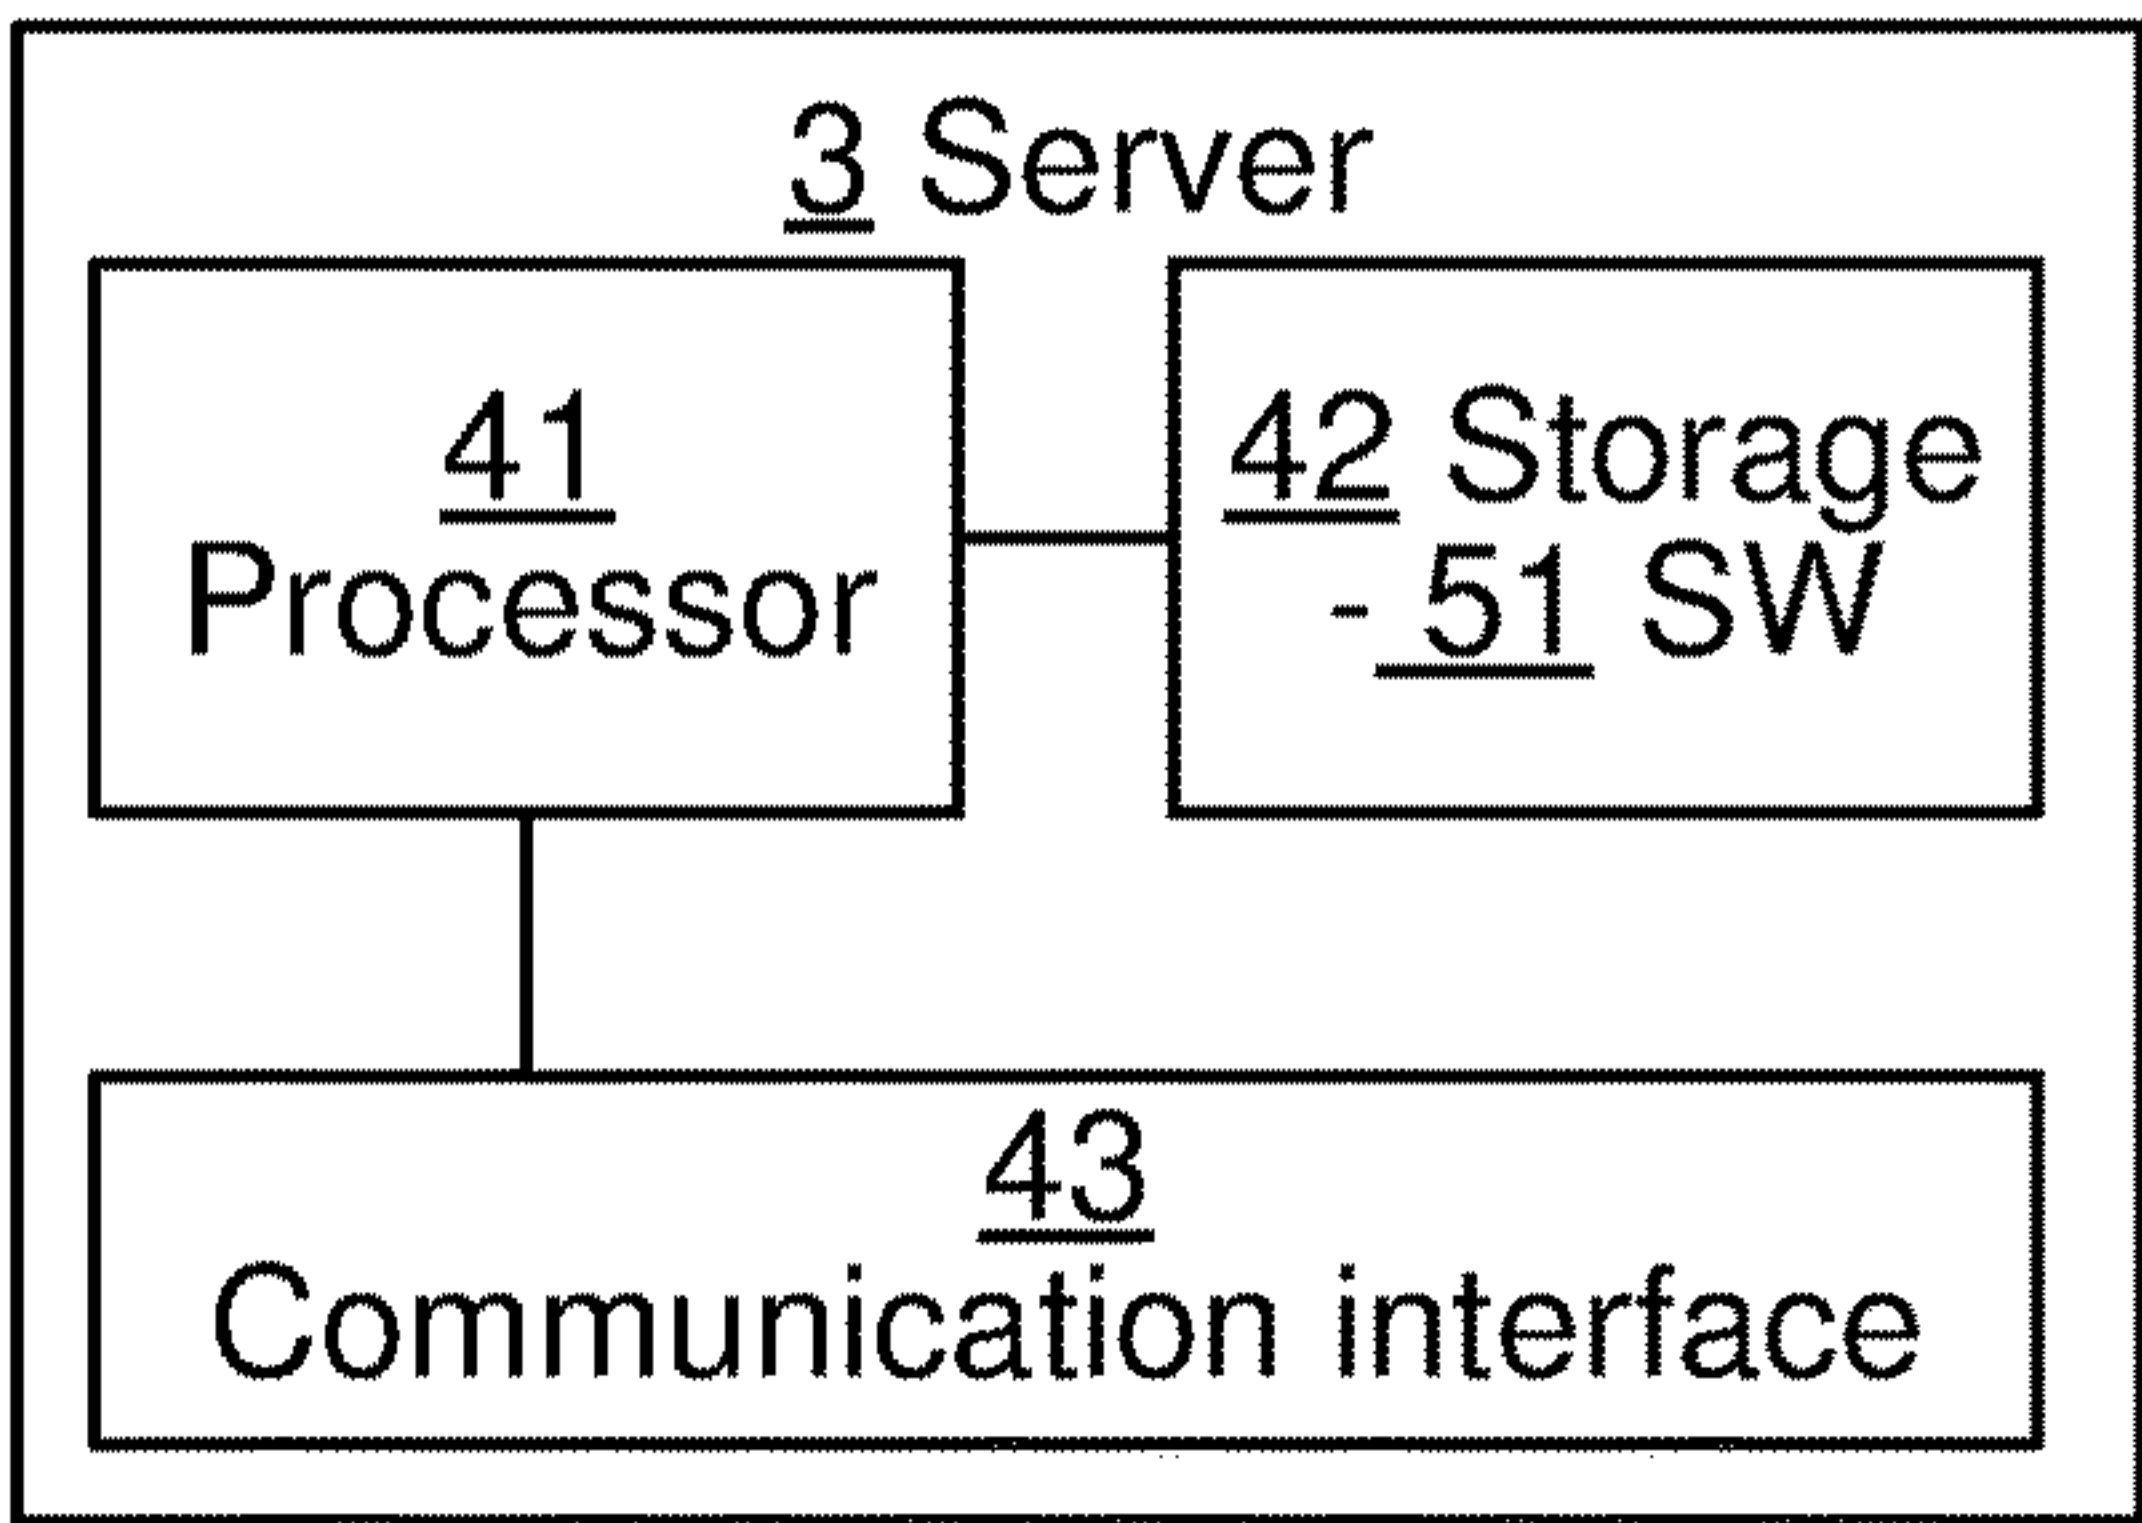 3 Server
41
Processor
42 Storage
- 51 SW
43
Communication interface